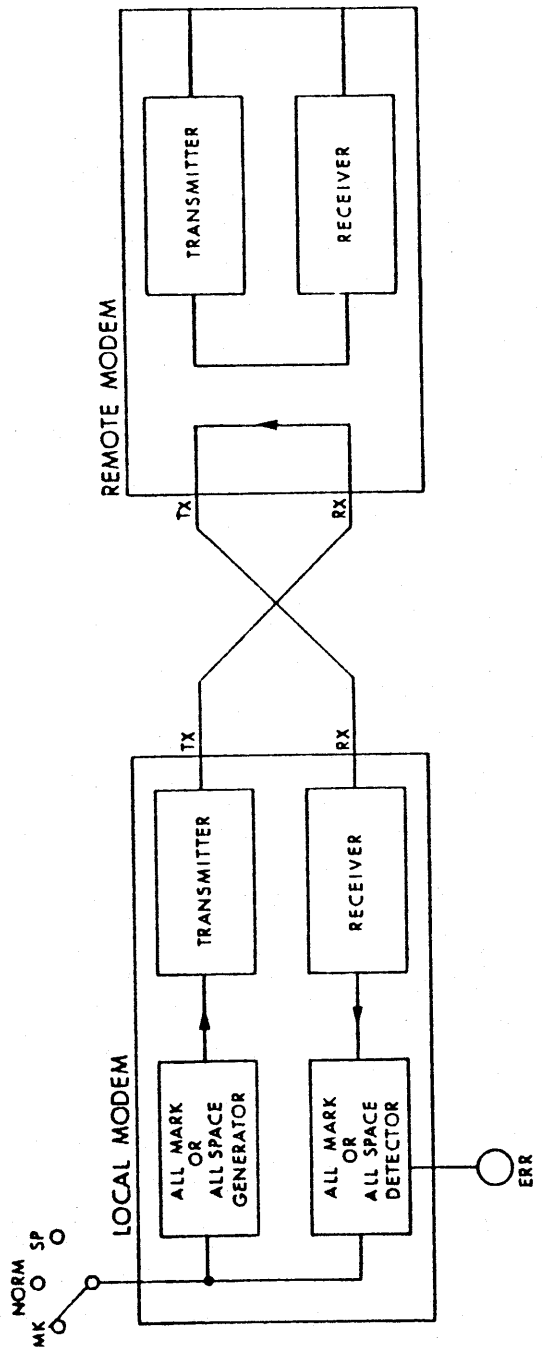 LOCAL MODEM
REMOTE MODEM
MK
NORM
SP
ALL MARK
OR
ALL SPACE
GENERATOR
TRANSMITTER
TX
TX
TRANSMITTER
ALL MARK
OR
ALL SPACE
DETECTOR
RECEIVER
RX
RX
RECEIVER
ERR